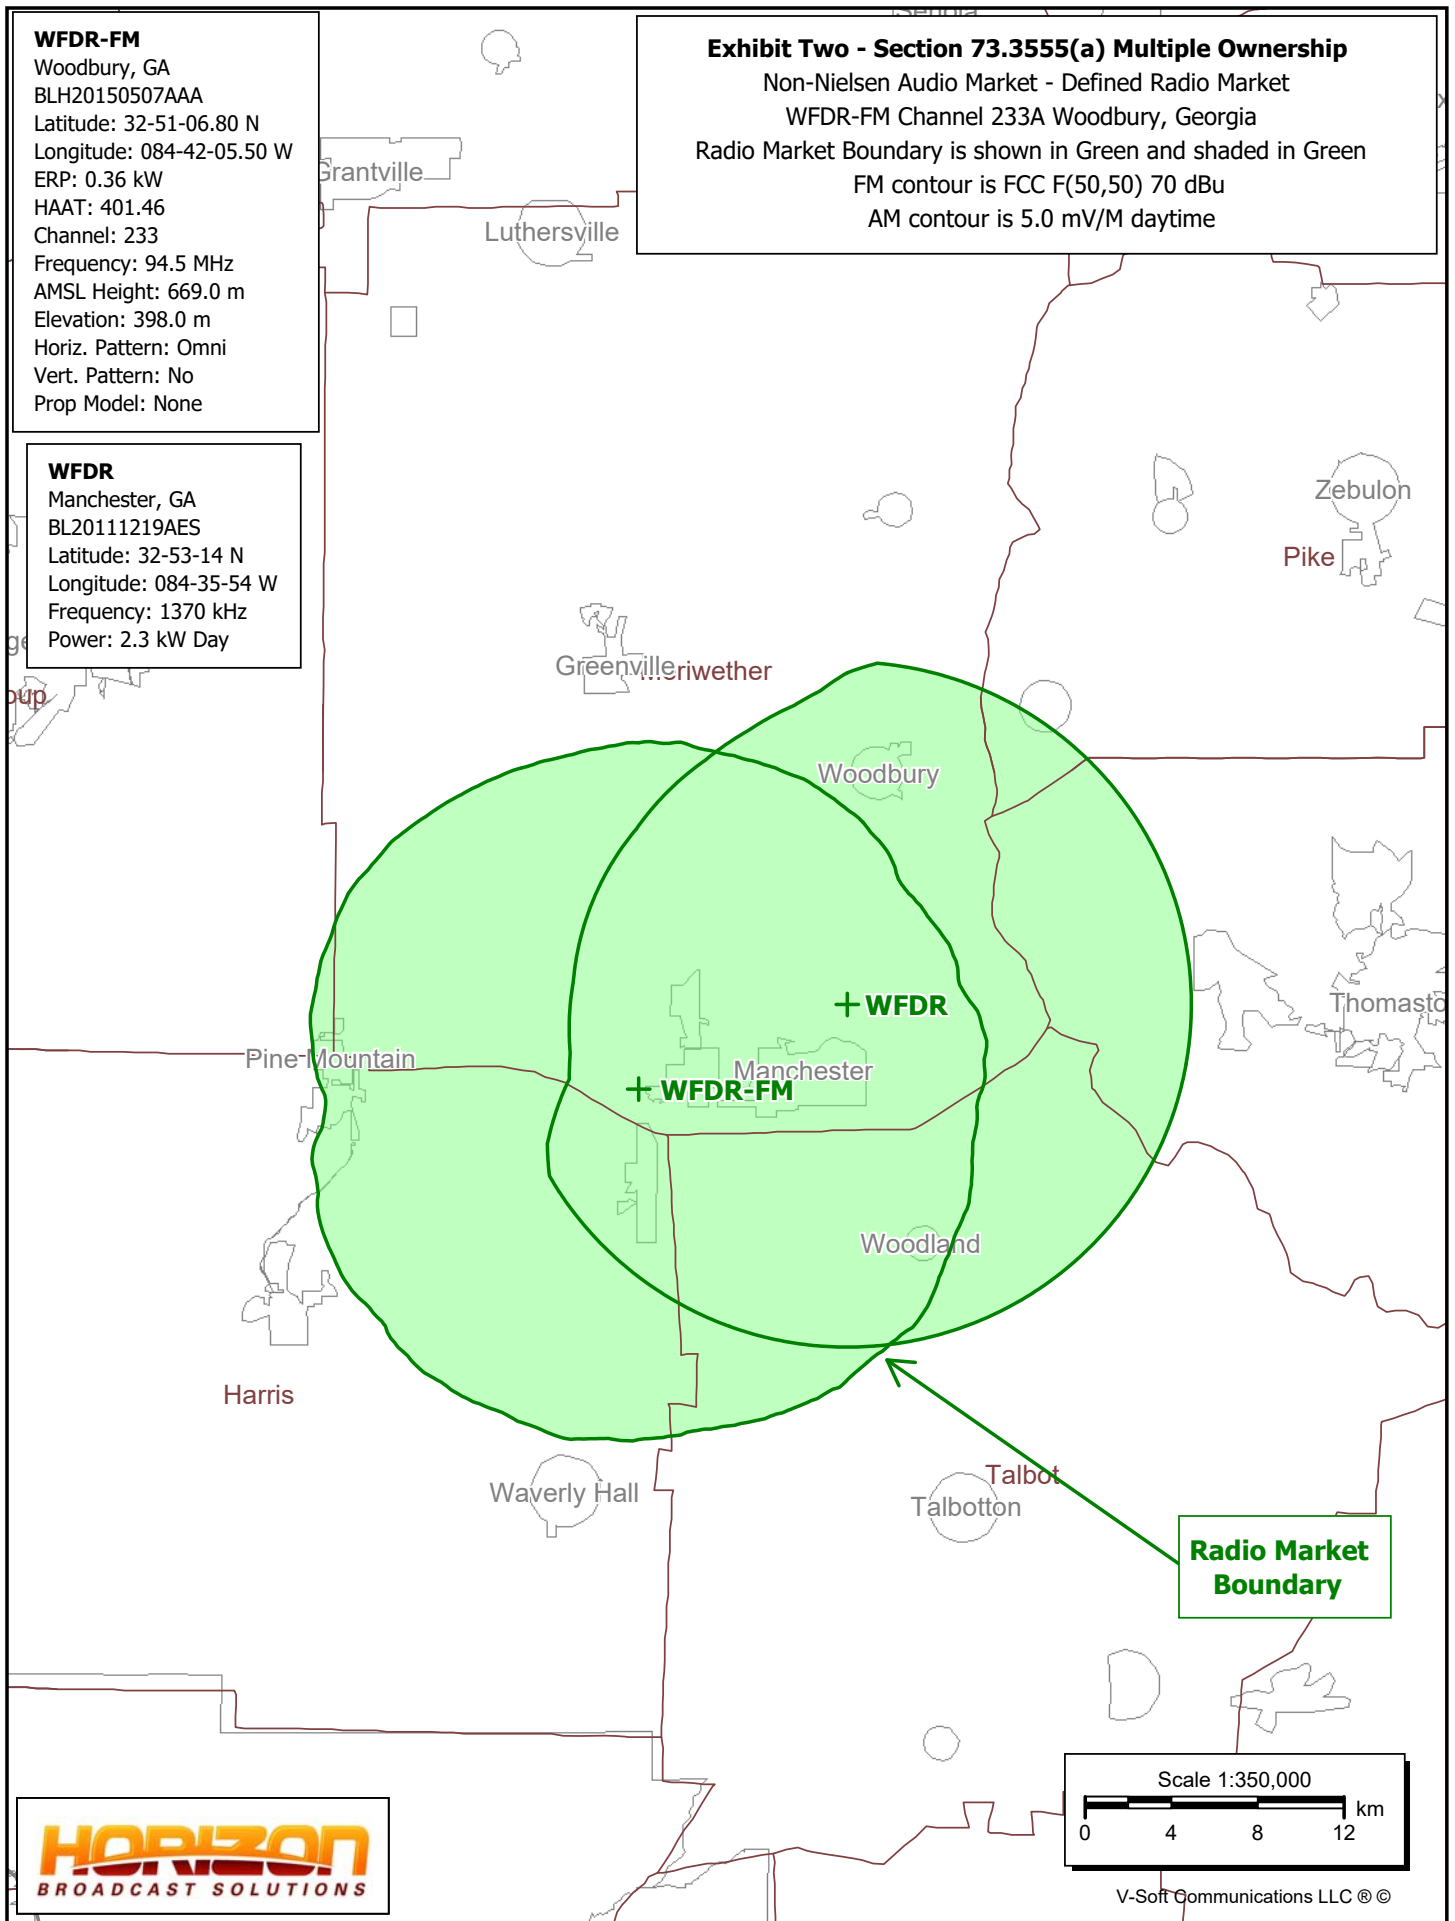 WFDR-FM
Woodbury, GA
BLH20150507AAA
Latitude: 32-51-06.80 N
Longitude: 084-42-05.50 W
ERP: 0.36 kW
HAAT: 401.46
Channel: 233
Frequency: 94.5 MHz
AMSL Height: 669.0 m
Elevation: 398.0 m
Horiz. Pattern: Omni
Vert. Pattern: No
Prop Model: None
Exhibit Two - Section 73.3555(a) Multiple Ownership
Non-Nielsen Audio Market - Defined Radio Market
WFDR-FM Channel 233A Woodbury, Georgia
Radio Market Boundary is shown in Green and shaded in Green
FM contour is FCC F(50,50) 70 dBu
AM contour is 5.0 mV/M daytime
WFDR
Manchester, GA
BL20111219AES
Latitude: 32-53-14 N
Longitude: 084-35-54 W
Frequency: 1370 kHz
Power: 2.3 kW Day
Grantville
Luthersville
Zebulon
Pike
Greenville
Meriwether
Woodbury
WFDR
Thomasto
Pine Mountain
Manchester
WFDR-FM
Woodland
Harris
Waverly Hall
Talbot
Talbotton
Radio Market
Boundary
Scale 1:350,000
km
0 4 8 12
HORIZON
BROADCAST SOLUTIONS
V-Soft Communications LLC ® ©